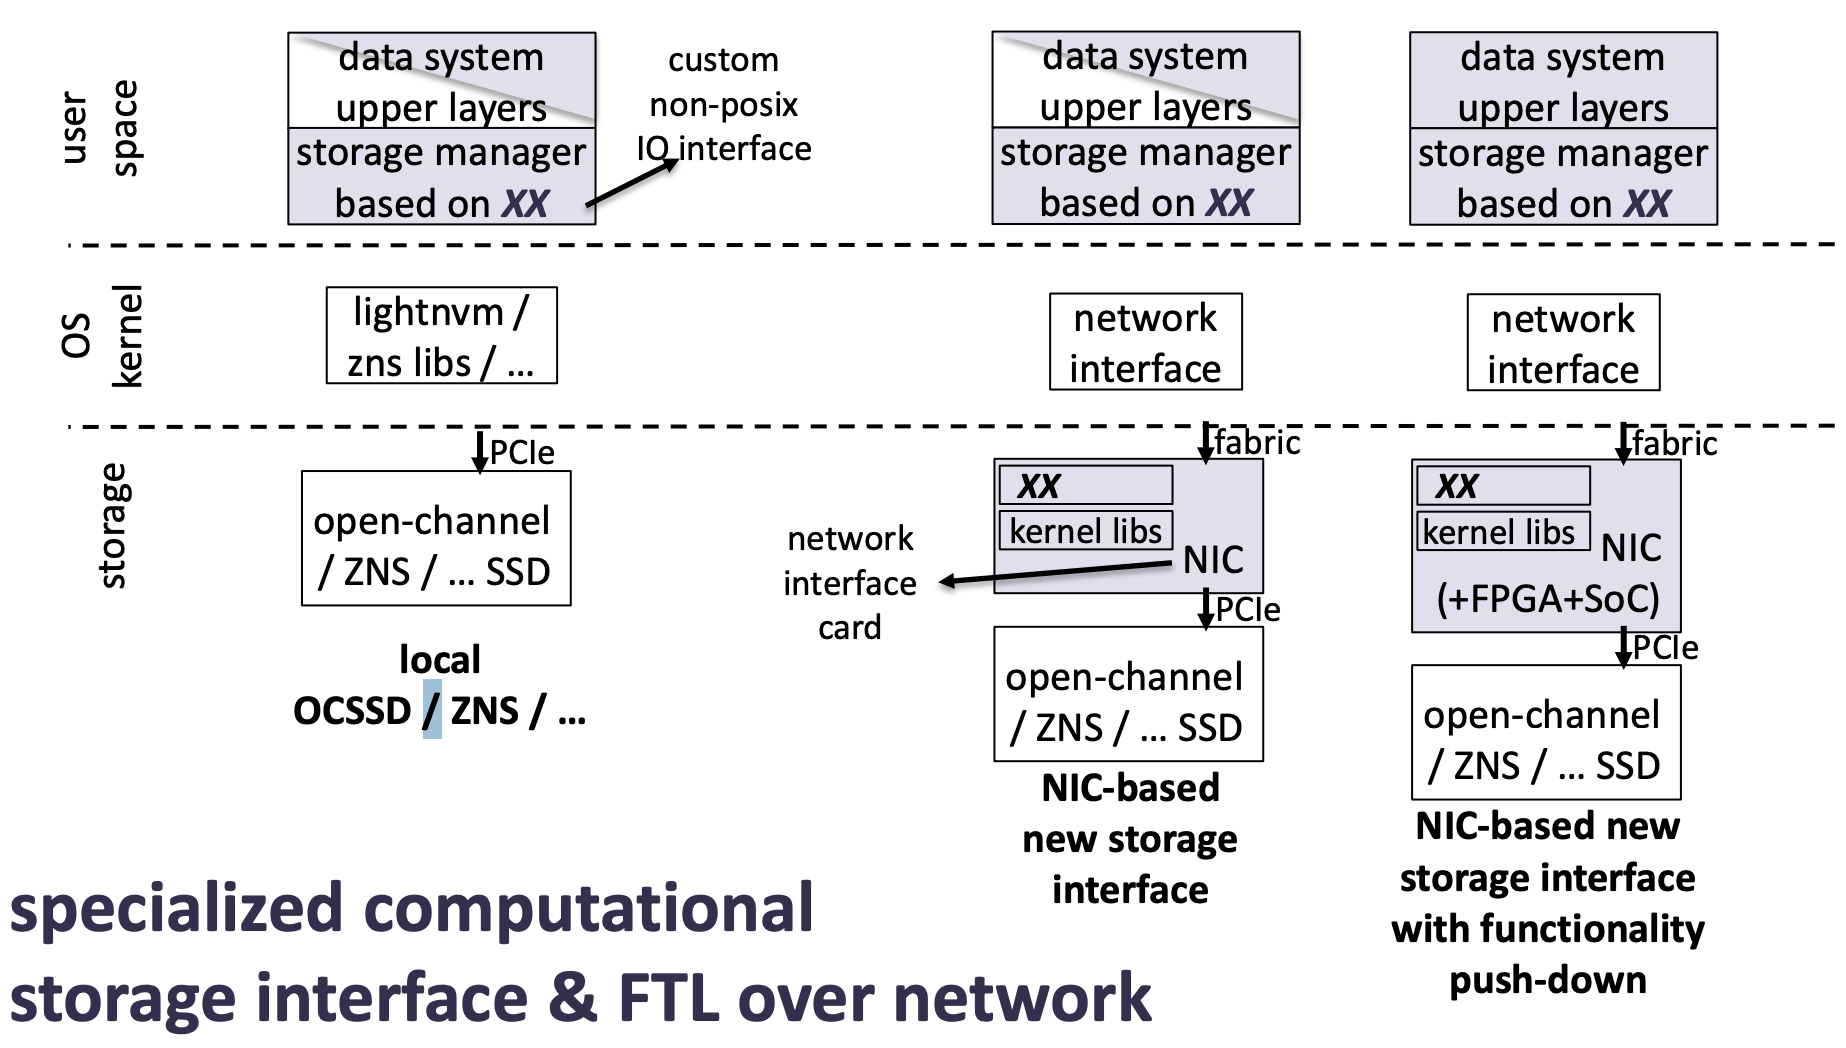 user
space
data system
upper layers
storage manager
based on XX
custom
non-posix
IO interface
data system
upper layers
storage manager
based on XX
data system
upper layers
storage manager
based on XX
OS
kernel
lightnvm /
zns libs / ...
network
interface
network
interface
storage
PCIe
open-channel
/ ZNS / ... SSD
local
OCSSD / ZNS / ...
fabric
XX
kernel libs
NIC
network
interface
card
PCIe
open-channel
/ ZNS / ... SSD
NIC-based
new storage
interface
fabric
XX
kernel libs
NIC
(+FPGA+SoC)
PCIe
open-channel
/ ZNS / ... SSD
NIC-based new
storage interface
with functionality
push-down
specialized computational
storage interface & FTL over network